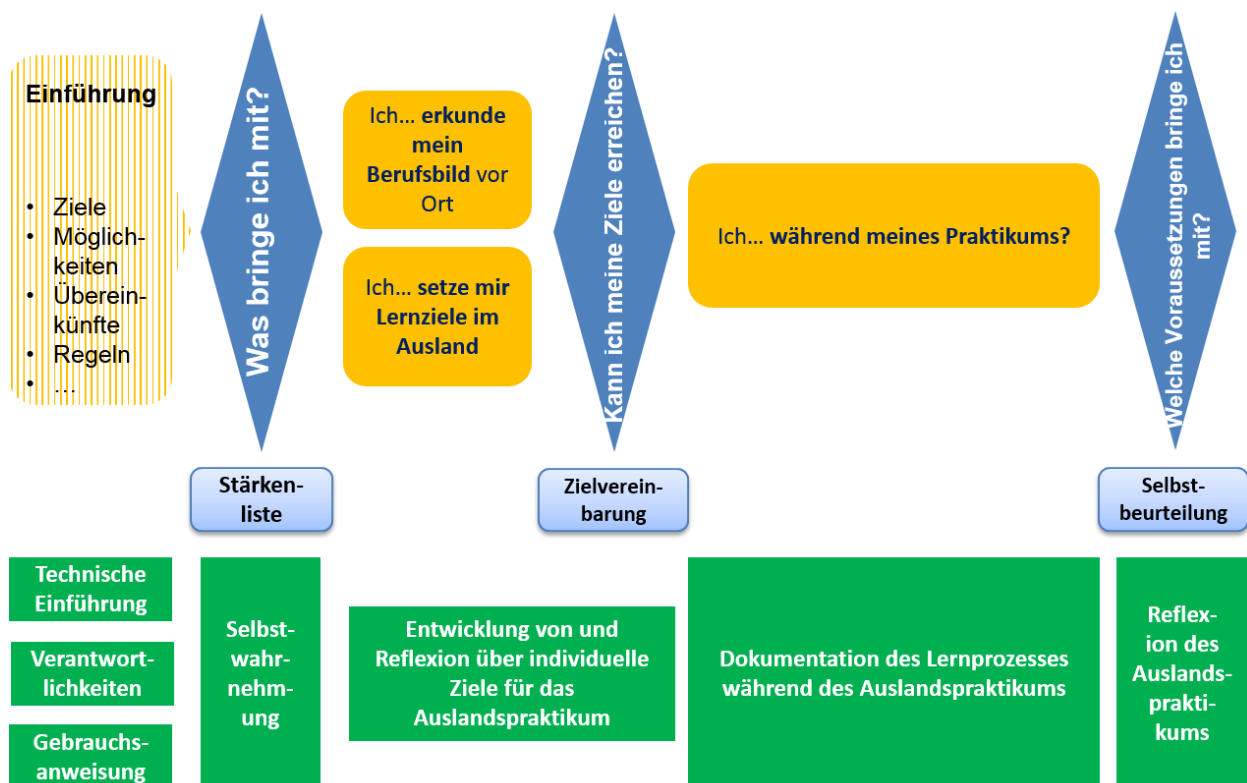 Einführung
• Ziele
• Möglich-
keiten
• Überein-
künfte
• Regeln
• ...
Was bringe ich mit?
Ich... erkunde
mein
Berufsbild vor
Ort
Ich... setze mir
Lernziele im
Ausland
Kann ich meine Ziele erreichen?
Ich... während meines Praktikums?
Welche Voraussetzungen bringe ich
mit?
Stärken-
liste
Zielverein-
barung
Selbst-
beurteilung
Technische
Einführung
Verantwort-
lichkeiten
Gebrauchs-
anweisung
Selbst-
wahr-
nehm-
ung
Entwicklung von und
Reflexion über individuelle
Ziele für das
Auslandspraktikum
Dokumentation des Lernprozesses
während des Auslandspraktikums
Reflex-
ion des
Auslands-
prakti-
kums